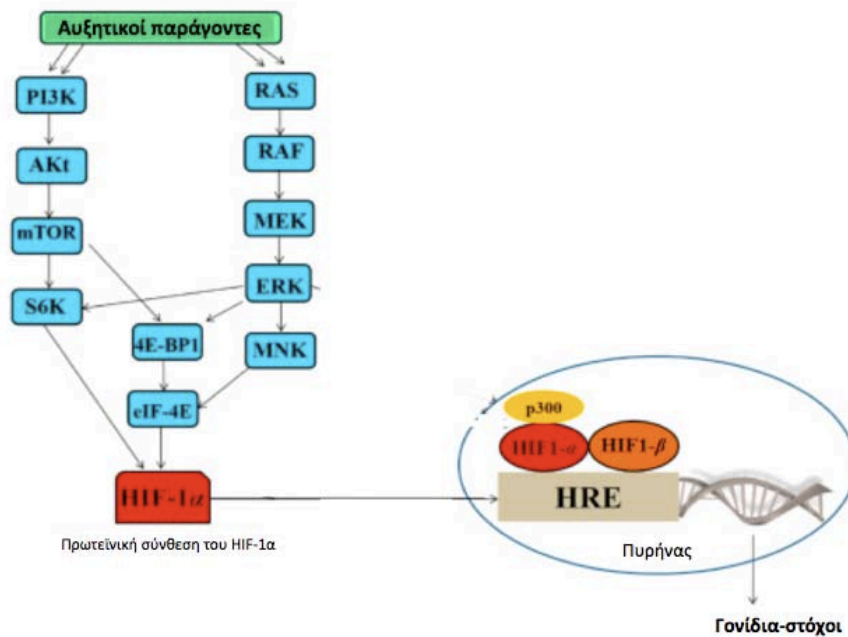 Αυξητικοί παράγοντες
PI3K
RAS
AKt
RAF
mTOR
MEK
S6K
ERK
4E-BP1
MNK
eIF-4E
p300
HIF1-α
HIF1-β
HIF-1α
HRE
Πρωτεϊνική σύνθεση του HIF-1α
Πυρήνας
Γονίδια-στόχοι